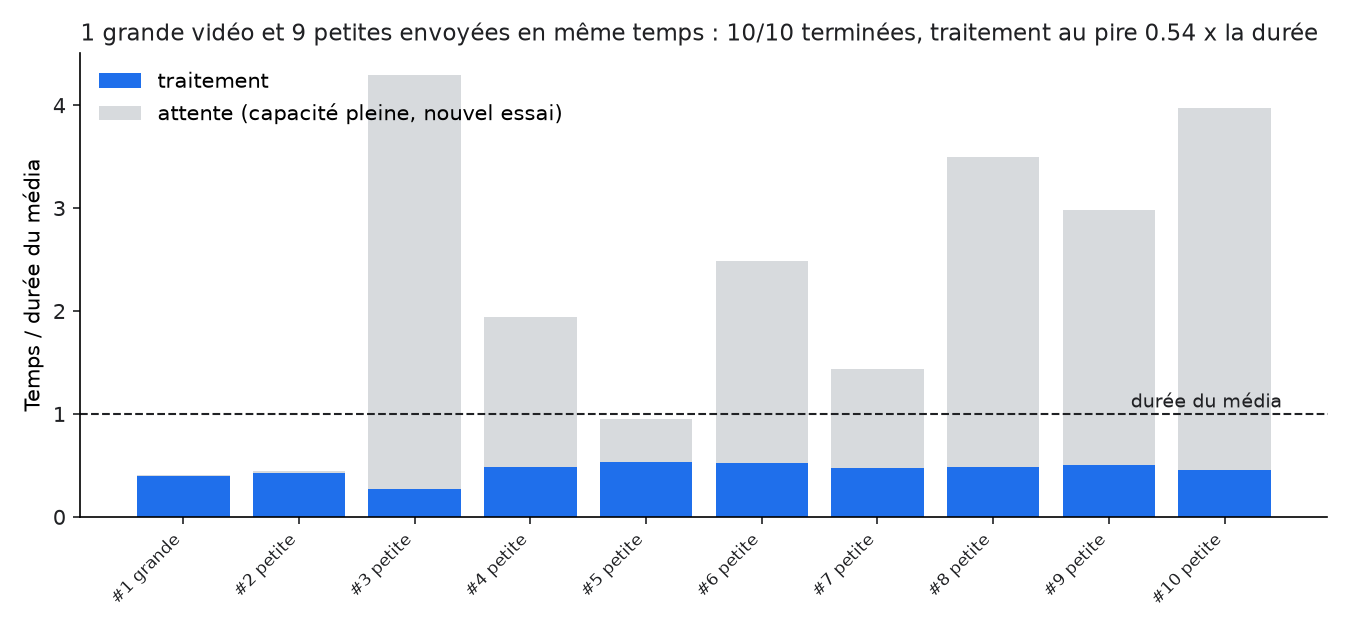 1 grande vidéo et 9 petites envoyées en même temps : 10/10 terminées, traitement au pire 0.54 x la durée
traitement
attente (capacité pleine, nouvel essai)
Temps / durée du média
4
3
2
1
0
durée du média
#1 grande
#2 petite
#3 petite
#4 petite
#5 petite
#6 petite
#7 petite
#8 petite
#9 petite
#10 petite